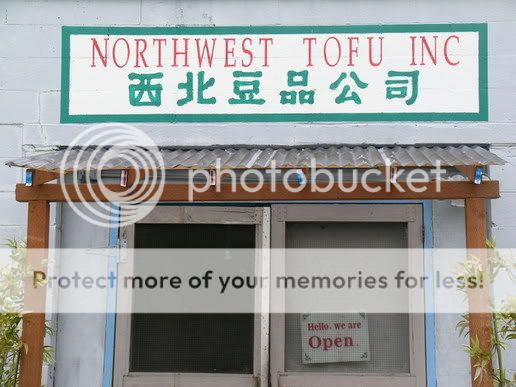 NORTHWEST TOFU INC
西北豆品公司
photobucket
Protect more of your memories for less!
Hello, we are
Open.